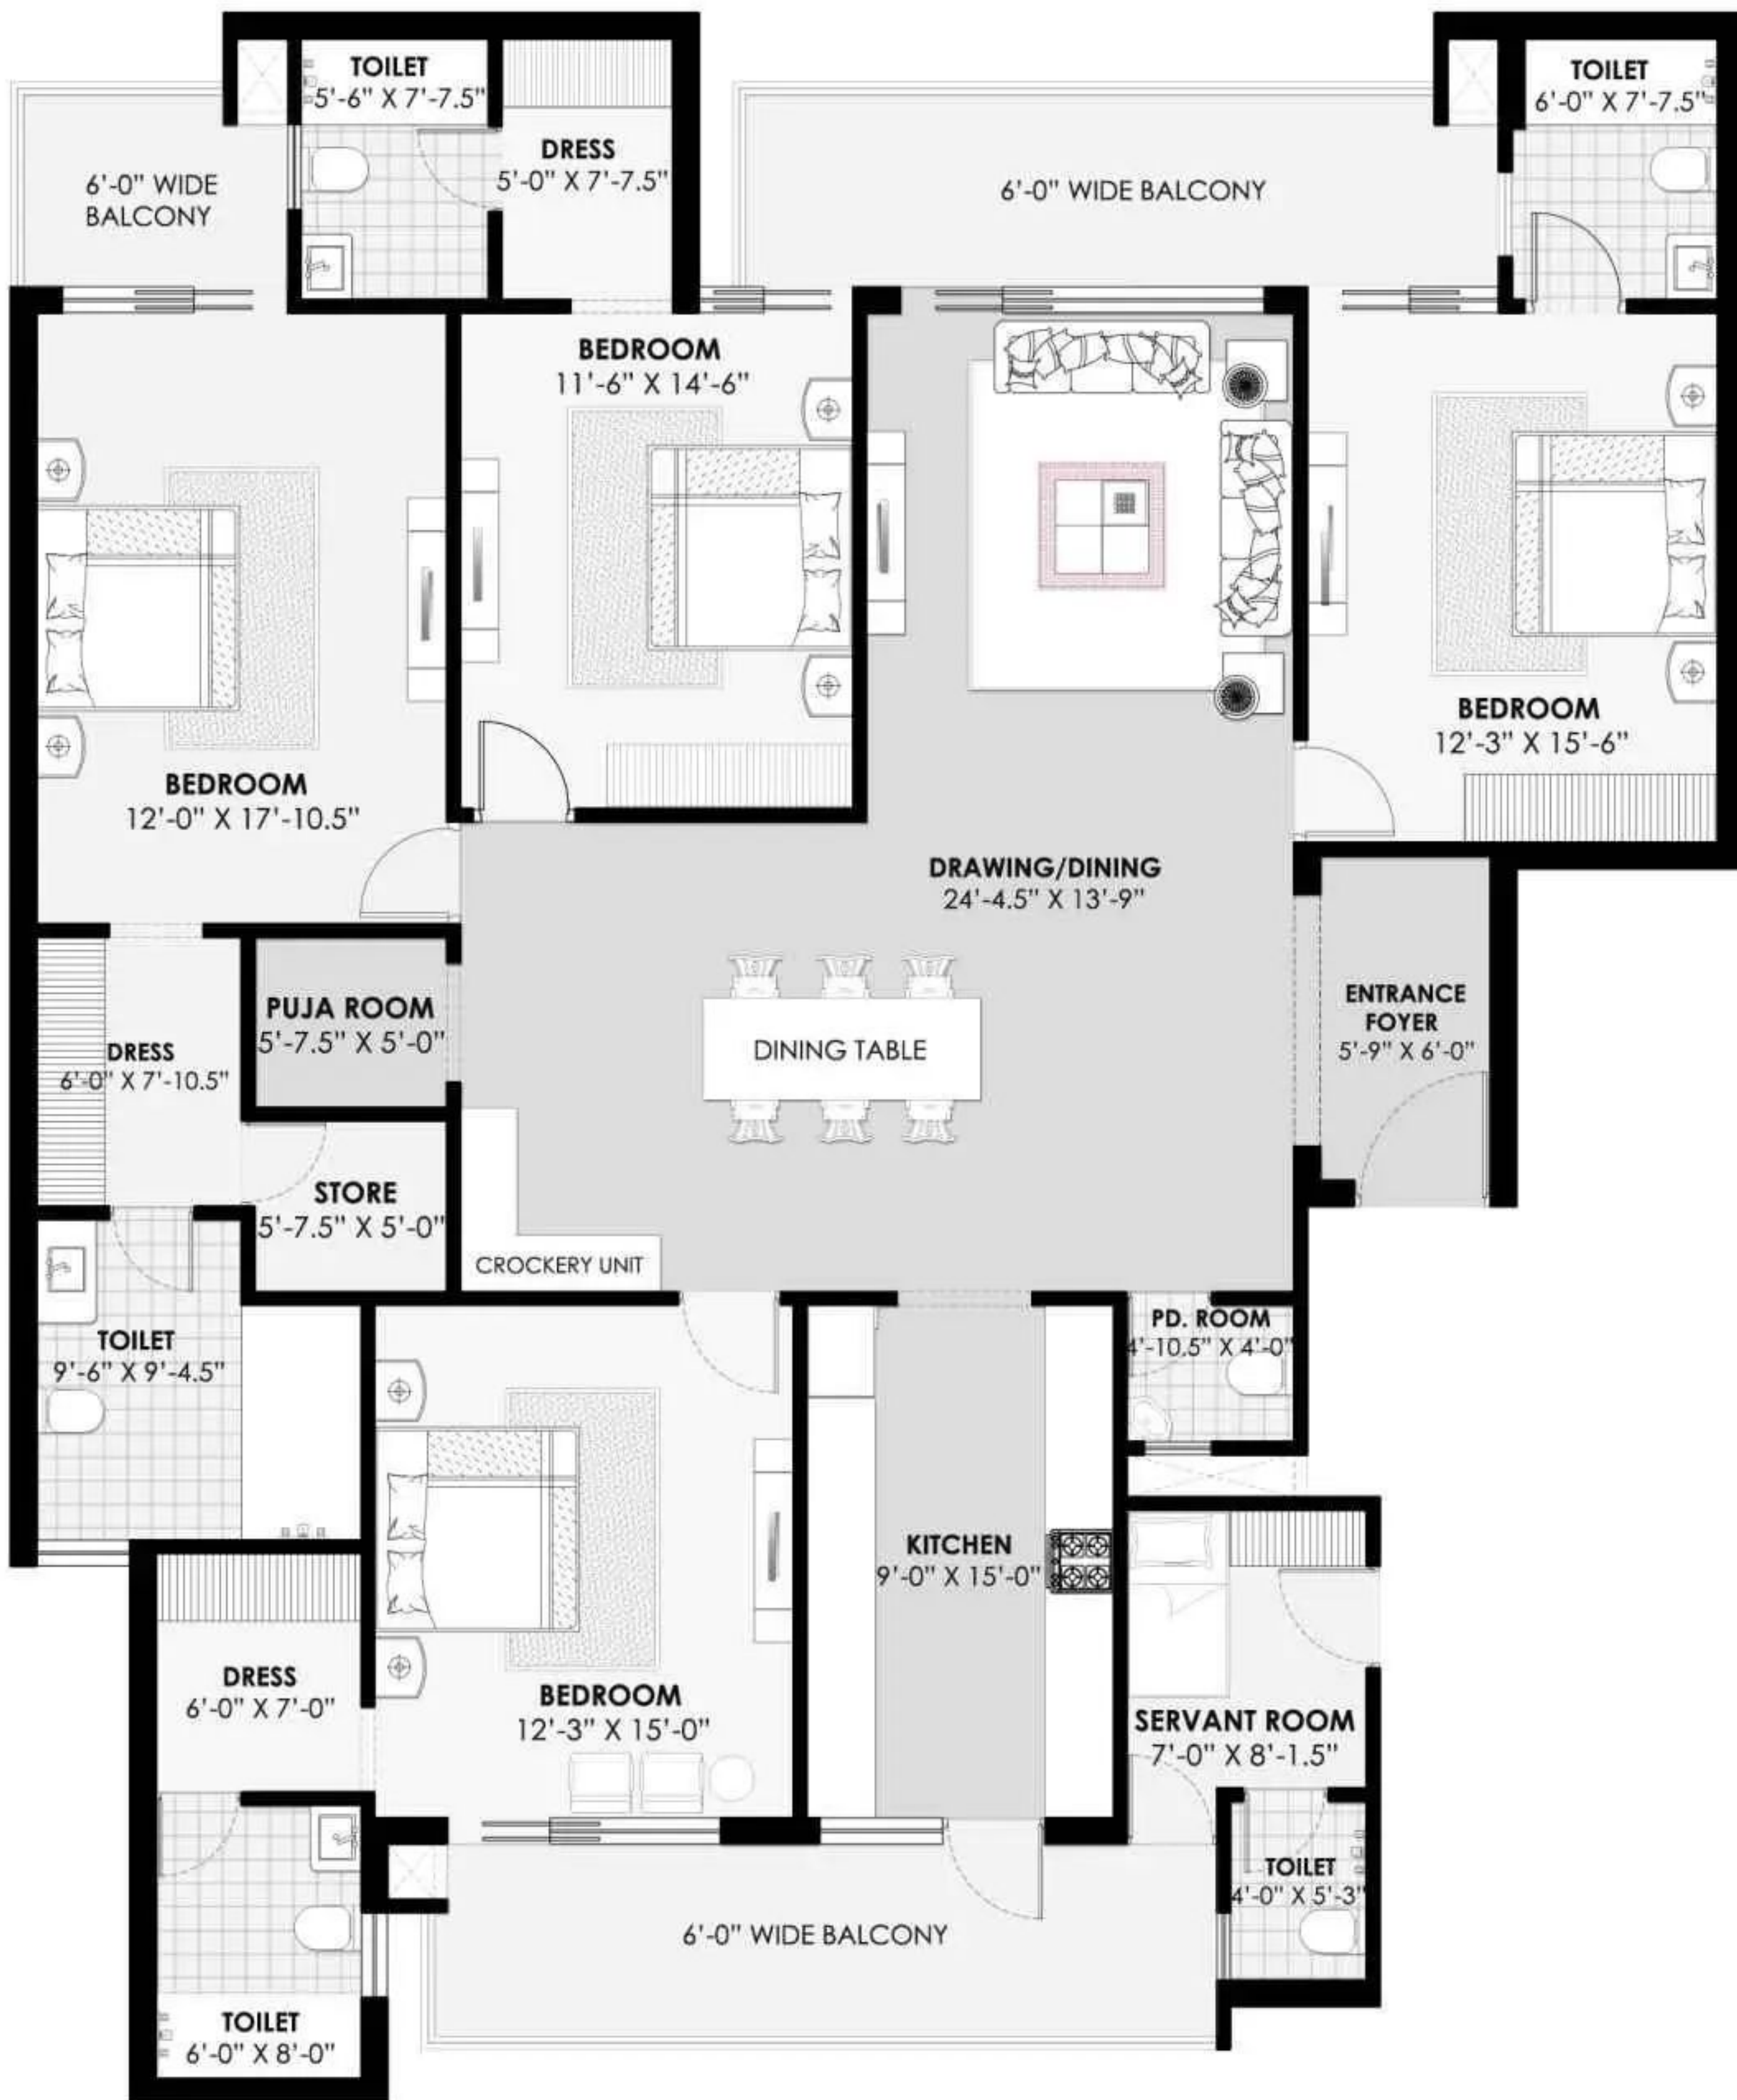 TOILET
5'-6" X 7'-7.5"
TOILET
6'-0" X 7'-7.5"
DRESS
5'-0" X 7'-7.5"
6'-0" WIDE
BALCONY
6'-0" WIDE BALCONY
BEDROOM
11'-6" X 14'-6"
BEDROOM
12'-3" X 15'-6"
BEDROOM
12'-0" X 17'-10.5"
DRAWING/DINING
24'-4.5" X 13'-9"
PUJA ROOM
5'-7.5" X 5'-0"
ENTRANCE
FOYER
5'-9" X 6'-0"
DRESS
6'-0" X 7'-10.5"
DINING TABLE
STORE
5'-7.5" X 5'-0"
CROCKERY UNIT
TOILET
9'-6" X 9'-4.5"
PD. ROOM
4'-10.5" X 4'-0"
KITCHEN
9'-0" X 15'-0"
DRESS
6'-0" X 7'-0"
BEDROOM
12'-3" X 15'-0"
SERVANT ROOM
7'-0" X 8'-1.5"
TOILET
4'-0" X 5'-3"
6'-0" WIDE BALCONY
TOILET
6'-0" X 8'-0"